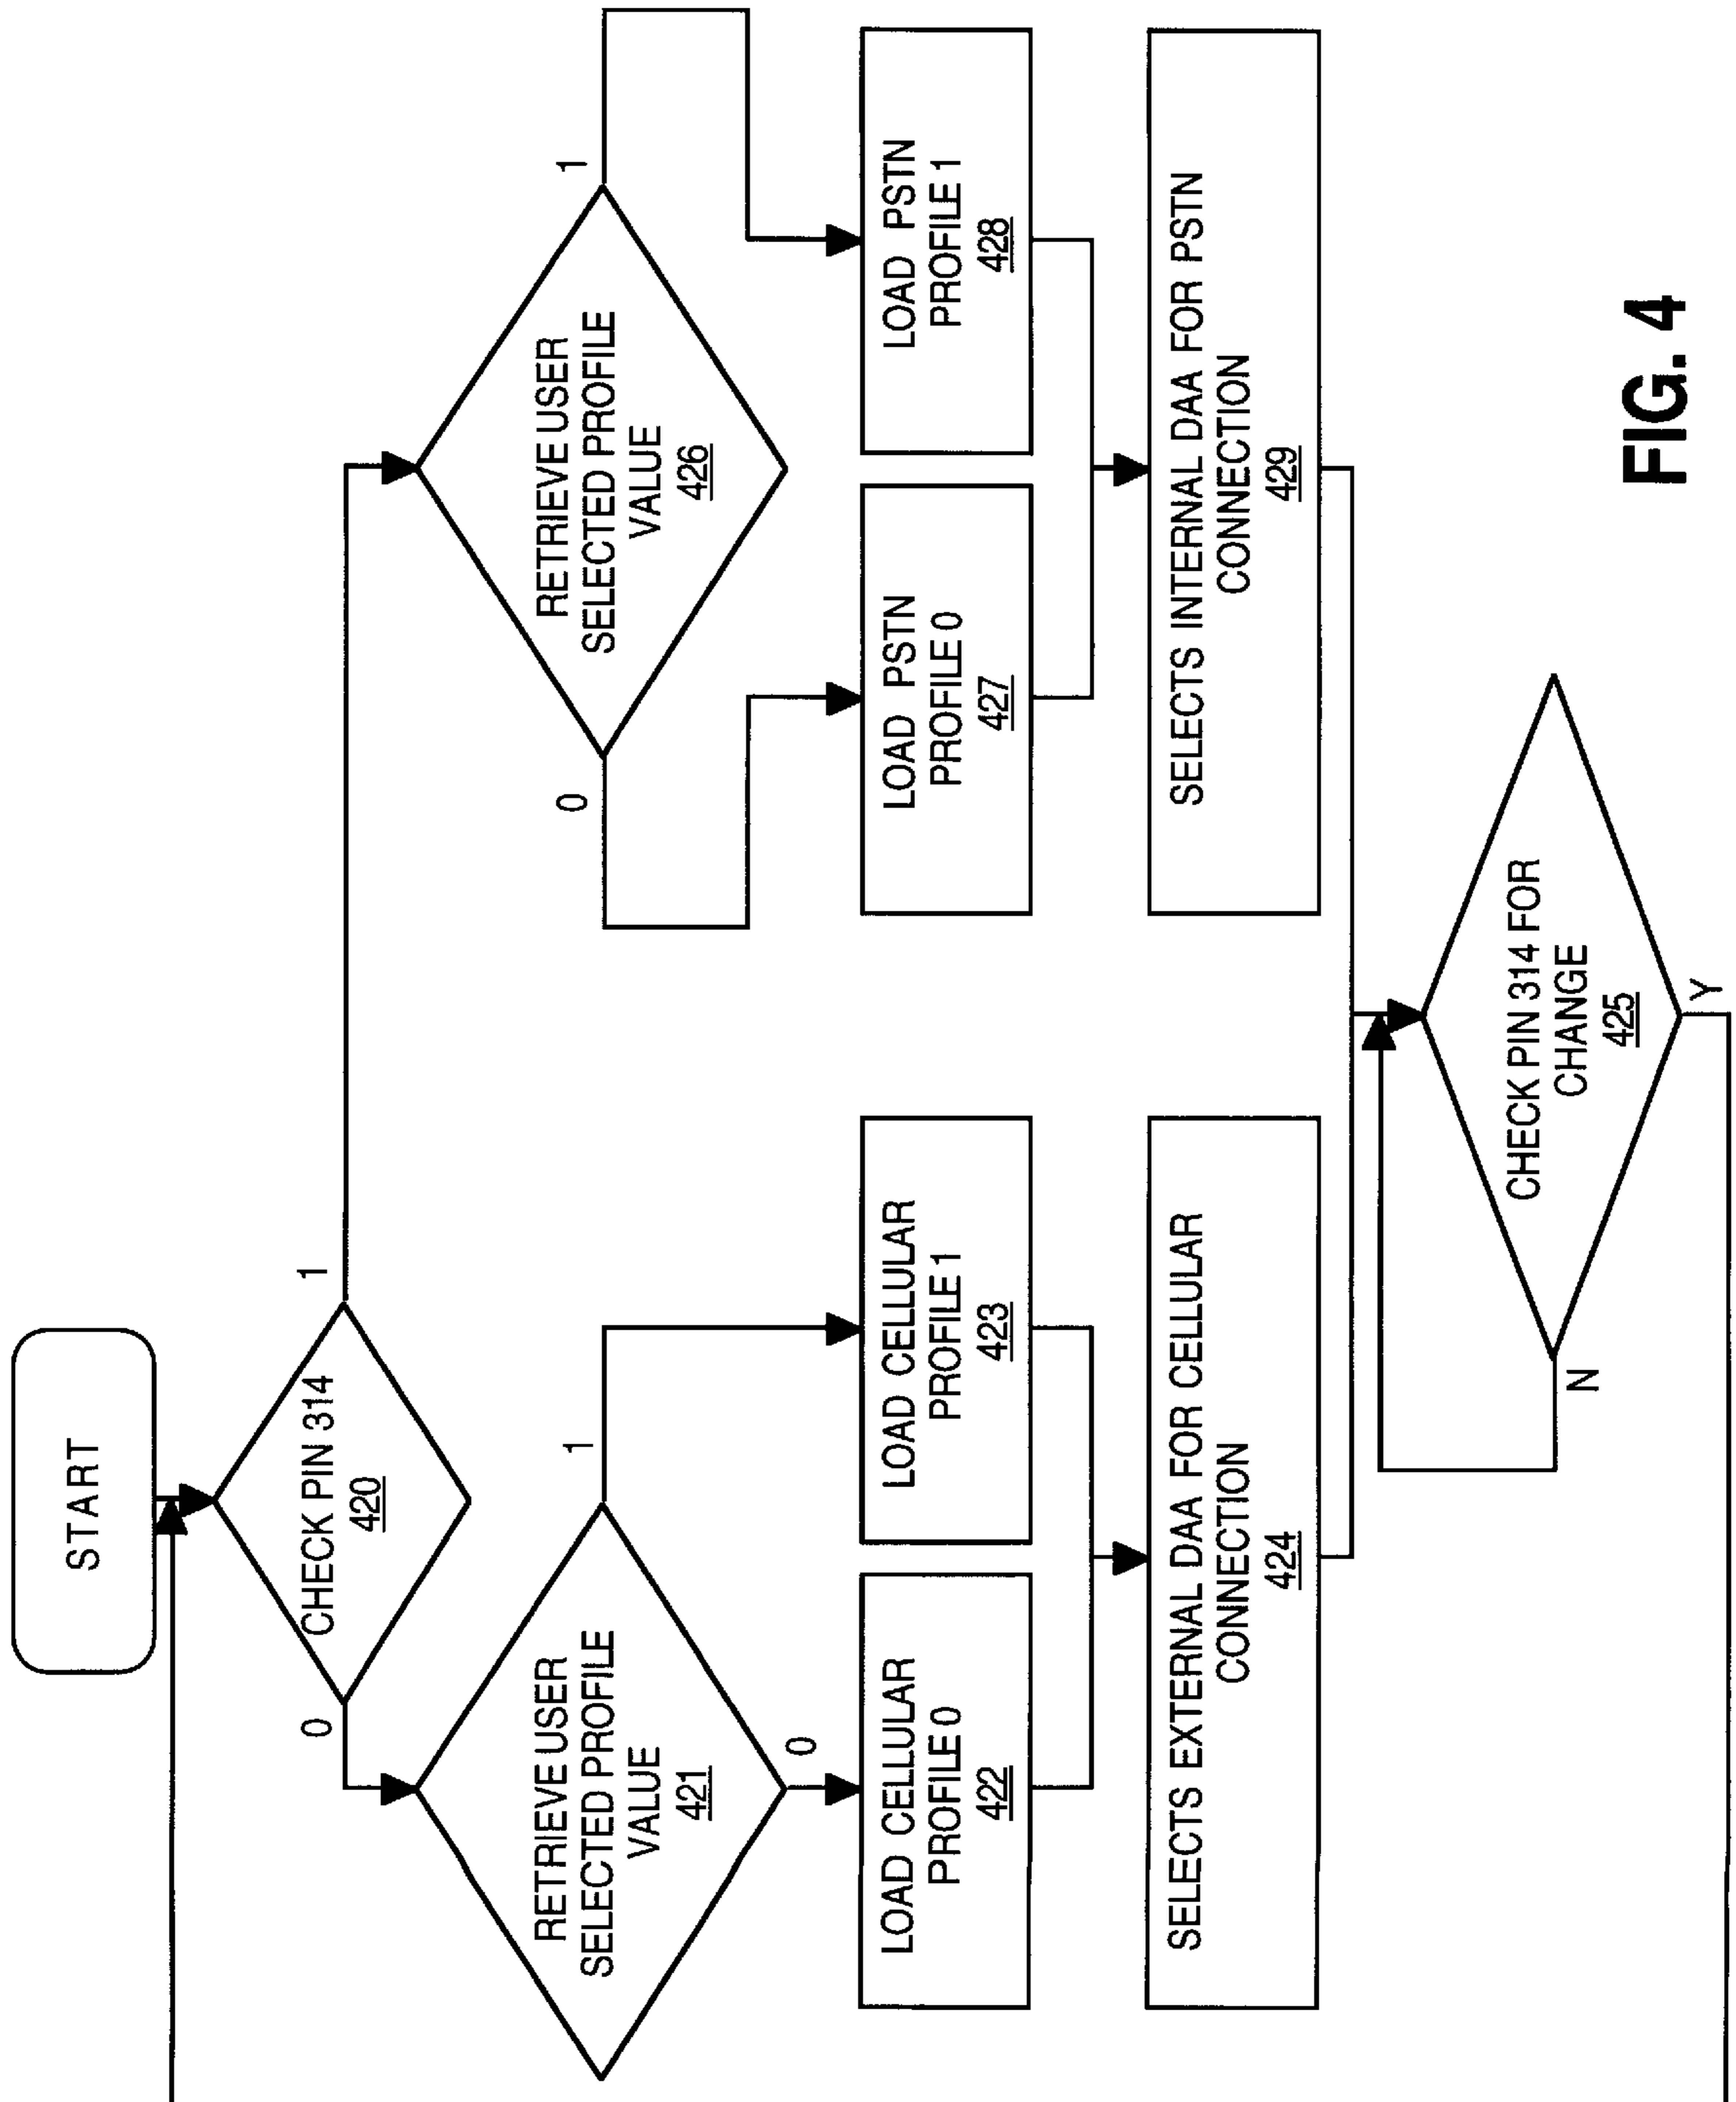 START
CHECK PIN 314
420
0
1
RETRIEVE USER
SELECTED PROFILE
VALUE
421
0
1
RETRIEVE USER
SELECTED PROFILE
VALUE
426
0
1
LOAD CELLULAR
PROFILE 0
422
LOAD CELLULAR
PROFILE 1
423
LOAD PSTN
PROFILE 0
427
LOAD PSTN
PROFILE 1
428
SELECTS EXTERNAL DAA FOR CELLULAR
CONNECTION
424
SELECTS INTERNAL DAA FOR PSTN
CONNECTION
429
CHECK PIN 314 FOR
CHANGE
425
N
Y
FIG. 4